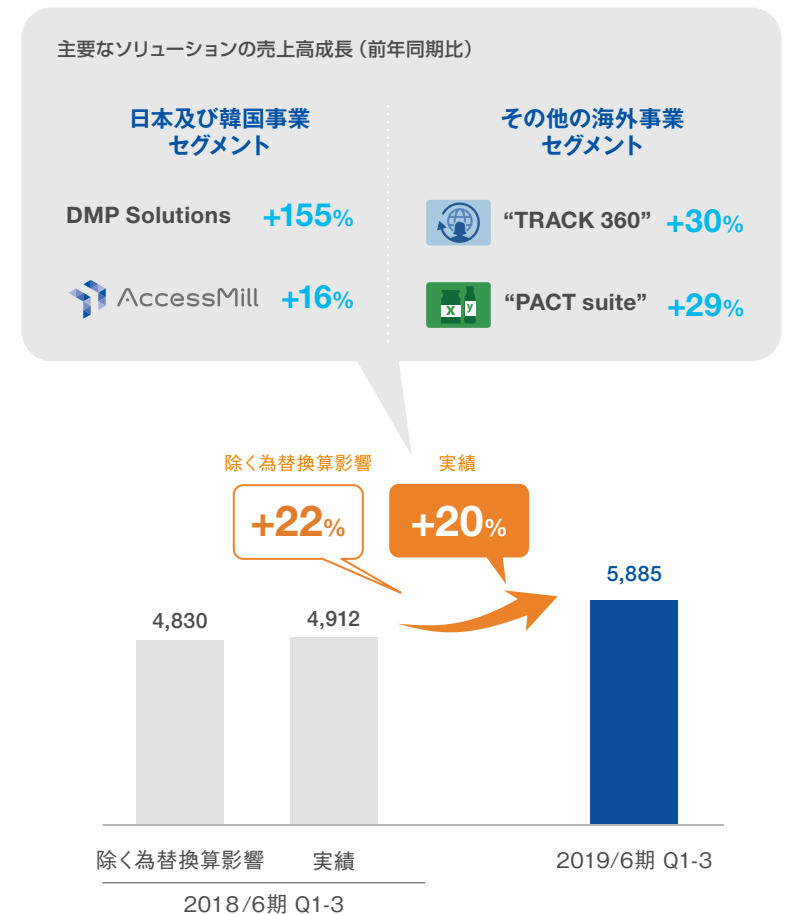 主要なソリューションの売上高成長（前年同期比）
日本及び韓国事業
セグメント
DMP Solutions +155%
AccessMill +16%
その他の海外事業
セグメント
“TRACK 360” +30%
x y “PACT suite” +29%
除く為替換算影響
+22%
実績
+20%
4,830
4,912
5,885
除く為替換算影響
実績
2018/6期 Q1-3
2019/6期 Q1-3